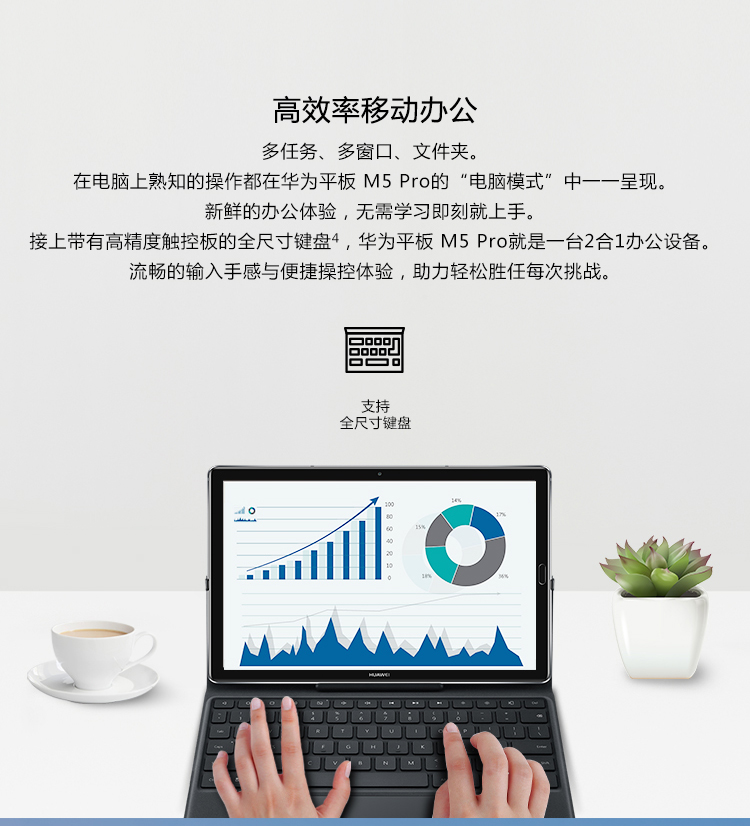 高效率移动办公
多任务、多窗口、文件夹。
在电脑上熟知的操作都在华为平板 M5 Pro的“电脑模式”中一一呈现。
新鲜的办公体验，无需学习即刻就上手。
接上带有高精度触控板的全尺寸键盘⁴，华为平板 M5 Pro就是一台2合1办公设备。
流畅的输入手感与便捷操控体验，助力轻松胜任每次挑战。
支持
全尺寸键盘
100
80
60
40
20
10
0
14%
17%
15%
18%
36%
HUAWEI